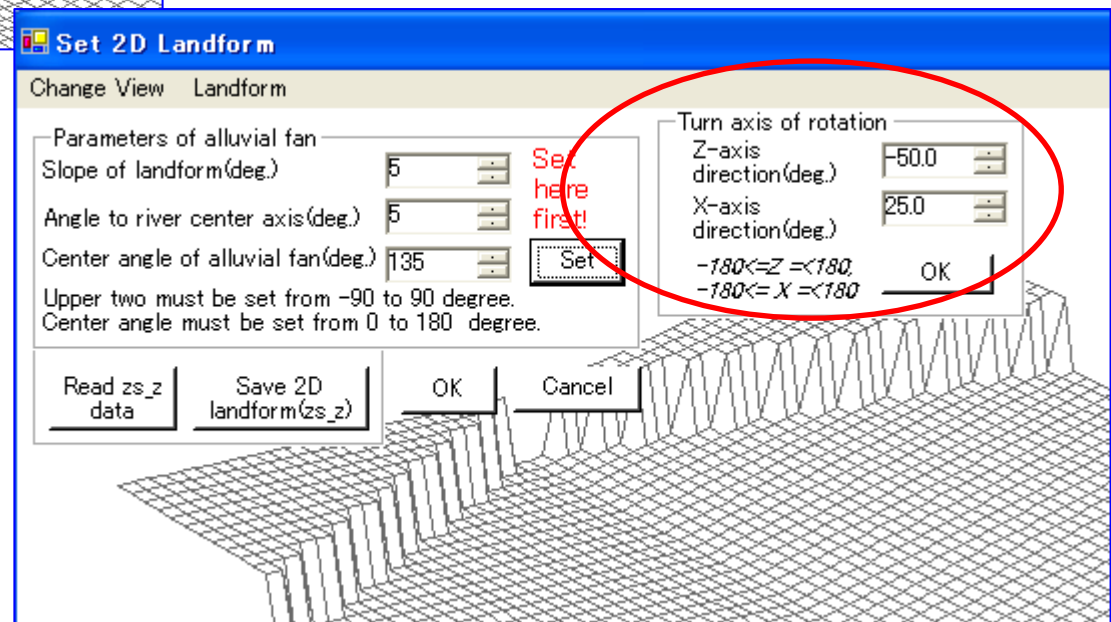 Set 2D Landform
Change View Landform
Parameters of alluvial fan
Slope of landform(deg.) 5
Set
here
first!
Angle to river center axis(deg.) 5
Center angle of alluvial fan(deg.) 135 Set
Upper two must be set from -90 to 90 degree.
Center angle must be set from 0 to 180 degree.
Turn axis of rotation
Z-axis
direction(deg.) -50.0
X-axis
direction(deg.) 25.0
-180<=Z =<180,
-180<= X =<180
OK
Read zs_z
data
Save 2D
landform(zs_z)
OK
Cancel